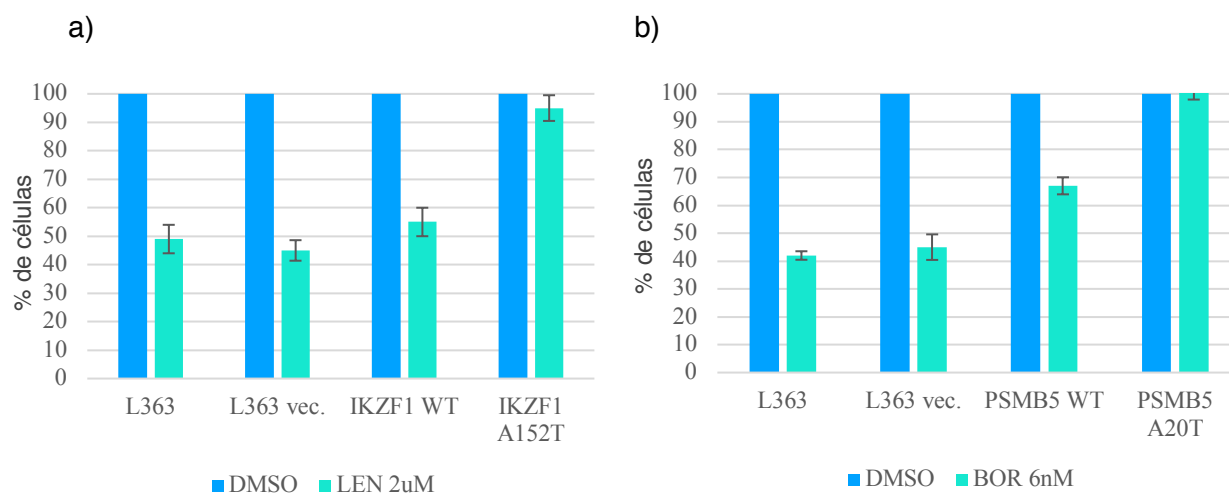 a)
% de células
100
90
80
70
60
50
40
30
20
10
0
L363
L363 vec.
IKZF1 WT
IKZF1
A152T
DMSO
LEN 2uM
b)
% de células
100
90
80
70
60
50
40
30
20
10
0
L363
L363 vec.
PSMB5 WT
PSMB5
A20T
DMSO
BOR 6nM